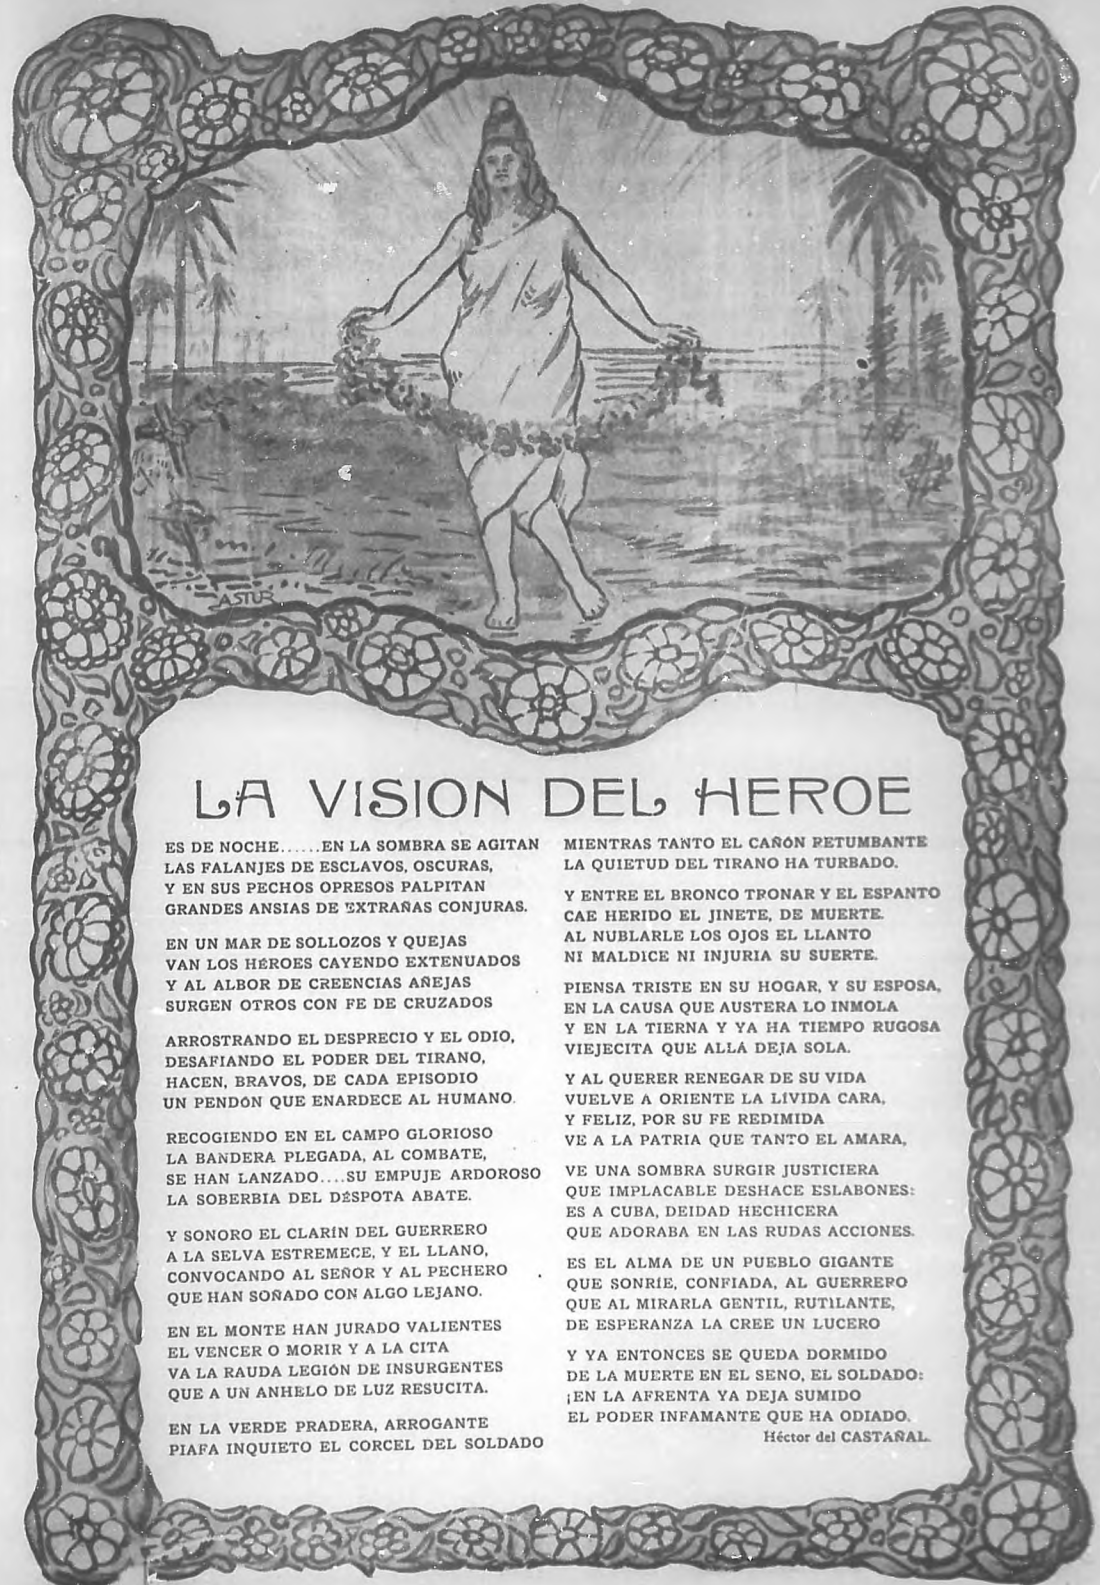 ASTUR
LA VISION DEL HEROE
ES DE NOCHE......EN LA SOMBRA SE AGITAN
LAS FALANJES DE ESCLAVOS, OSCURAS,
Y EN SUS PECHOS OPRESOS PALPITAN
GRANDES ANSIAS DE EXTRAÑAS CONJURAS.
EN UN MAR DE SOLLOZOS Y QUEJAS
VAN LOS HÉROES CAYENDO EXTENUADOS
Y AL ALBOR DE CREENCIAS AÑEJAS
SURGEN OTROS CON FE DE CRUZADOS
ARROSTRANDO EL DESPRECIO Y EL ODIO,
DESAFIANDO EL PODER DEL TIRANO,
HACEN, BRAVOS, DE CADA EPISODIO
UN PENDÓN QUE ENARDECE AL HUMANO.
RECOGIENDO EN EL CAMPO GLORIOSO
LA BANDERA PLEGADA, AL COMBATE,
SE HAN LANZADO....SU EMPUJE ARDOROSO
LA SOBERBIA DEL DÉSPOTA ABATE.
Y SONORO EL CLARÍN DEL GUERRERO
A LA SELVA ESTREMECE, Y EL LLANO,
CONVOCANDO AL SEÑOR Y AL PECHERO
QUE HAN SOÑADO CON ALGO LEJANO.
EN EL MONTE HAN JURADO VALIENTES
EL VENCER O MORIR Y A LA CITA
VA LA RAUDA LEGIÓN DE INSURGENTES
QUE A UN ANHELO DE LUZ RESUCITA.
EN LA VERDE PRADERA, ARROGANTE
PIAFA INQUIETO EL CORCEL DEL SOLDADO
MIENTRAS TANTO EL CAÑÓN RETUMBANTE
LA QUIETUD DEL TIRANO HA TURBADO.
Y ENTRE EL BRONCO TRONAR Y EL ESPANTO
CAE HERIDO EL JINETE, DE MUERTE.
AL NUBLARLE LOS OJOS EL LLANTO
NI MALDICE NI INJURIA SU SUERTE.
PIENSA TRISTE EN SU HOGAR, Y SU ESPOSA,
EN LA CAUSA QUE AUSTERA LO INMOLA
Y EN LA TIERNA Y YA HA TIEMPO RUGOSA
VIEJECITA QUE ALLÁ DEJA SOLA.
Y AL QUERER RENEGAR DE SU VIDA
VUELVE A ORIENTE LA LÍVIDA CARA,
Y FELIZ, POR SU FE REDIMIDA
VE A LA PATRIA QUE TANTO EL AMARA,
VE UNA SOMBRA SURGIR JUSTICIERA
QUE IMPLACABLE DESHACE ESLABONES:
ES A CUBA, DEIDAD HECHICERA
QUE ADORABA EN LAS RUDAS ACCIONES.
ES EL ALMA DE UN PUEBLO GIGANTE
QUE SONRIE, CONFIADA, AL GUERRERO
QUE AL MIRARLA GENTIL, RUTILANTE,
DE ESPERANZA LA CREE UN LUCERO
Y YA ENTONCES SE QUEDA DORMIDO
DE LA MUERTE EN EL SENO, EL SOLDADO:
¡EN LA AFRENTA YA DEJA SUMIDO
EL PODER INFAMANTE QUE HA ODIADO.
Héctor del CASTAÑAL.